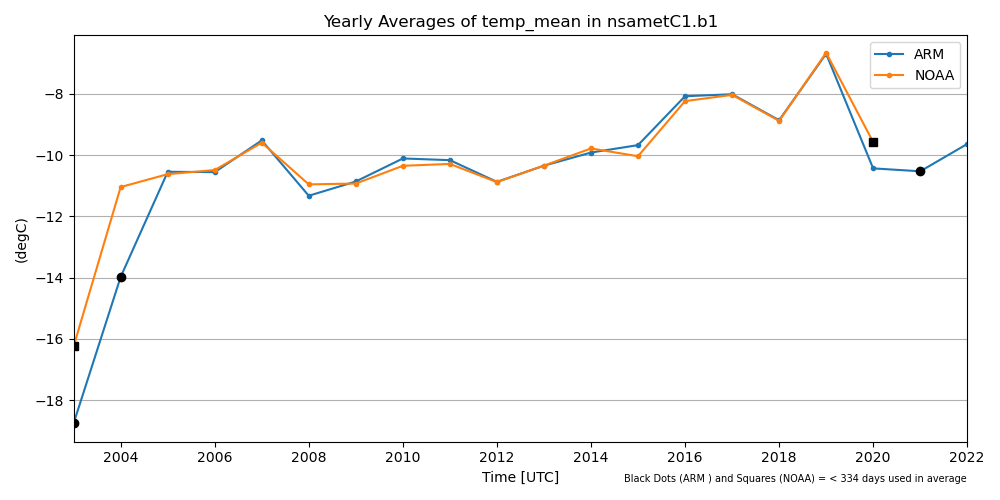 Yearly Averages of temp_mean in nsametC1.b1
ARM
NOAA
(degC)
−8
−10
−12
−14
−16
−18
2004 2006 2008 2010 2012 2014 2016 2018 2020 2022
Time [UTC]
Black Dots (ARM ) and Squares (NOAA) = < 334 days used in average